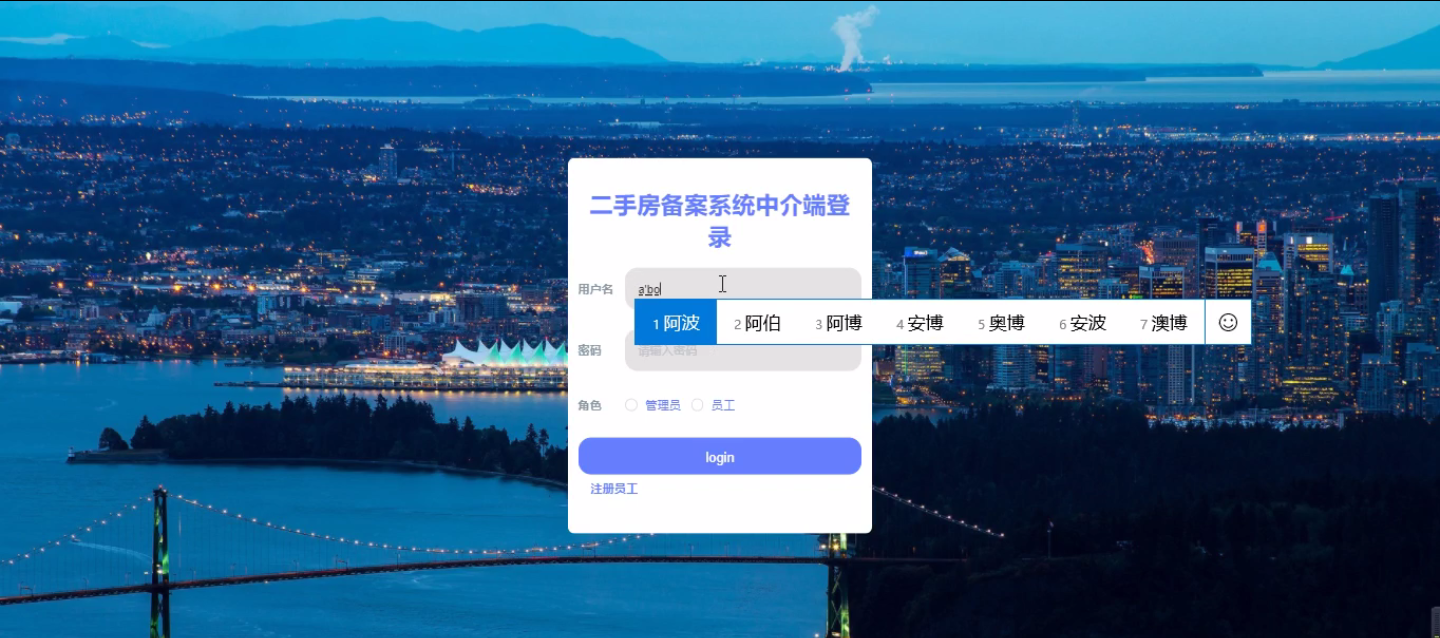 二手房备案系统中介端登
录
用户名
a'bo
1 阿波 2 阿伯 3 阿博 4 安博 5 奥博 6 安波 7 澳博
密码
请输入密码
角色 管理员 员工
login
注册员工